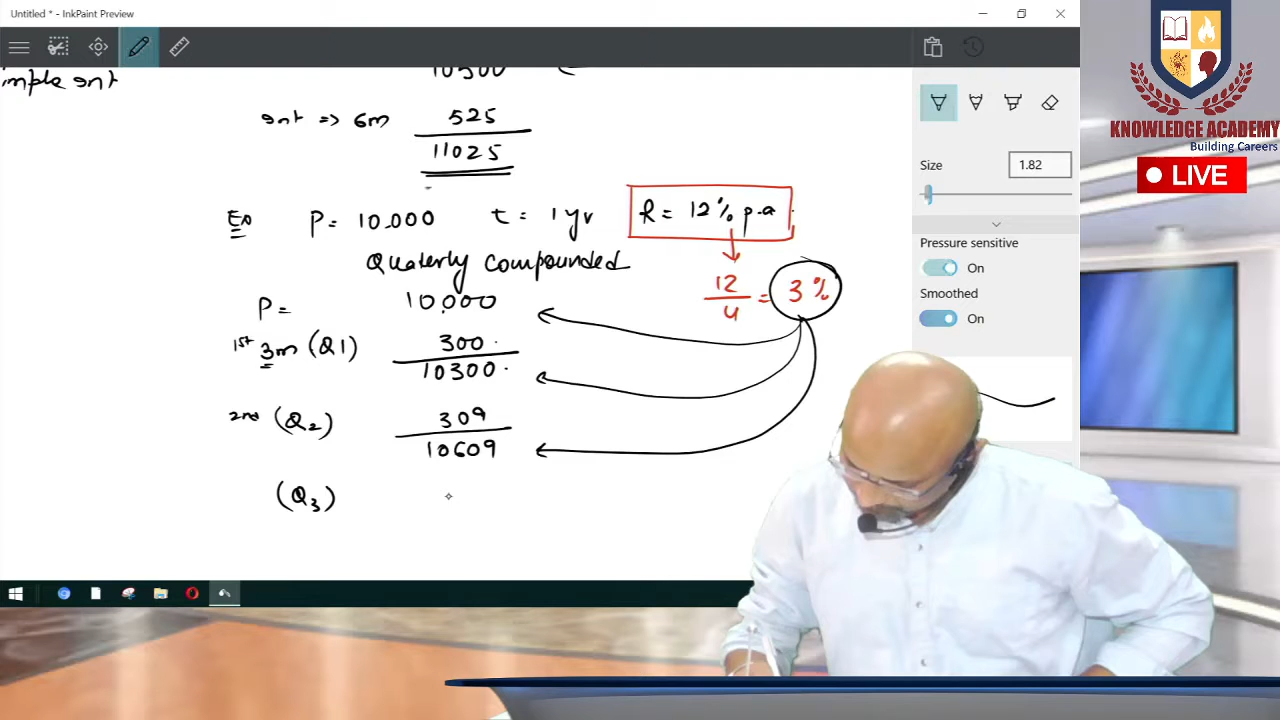 Untitled * - InkPaint Preview
KNOWLEDGE ACADEMY
Building Careers
LIVE
10500
imple Int
Int => 6m 525
11025
Size 1.82
Ex P = 10,000 t = 1 yr R = 12% p.a
Quaterly compounded
12/4 = 3%
P = 10,000
1st 3m (Q1) 300
10300
2nd (Q2) 309
10609
(Q3)
Pressure sensitive
On
Smoothed
On